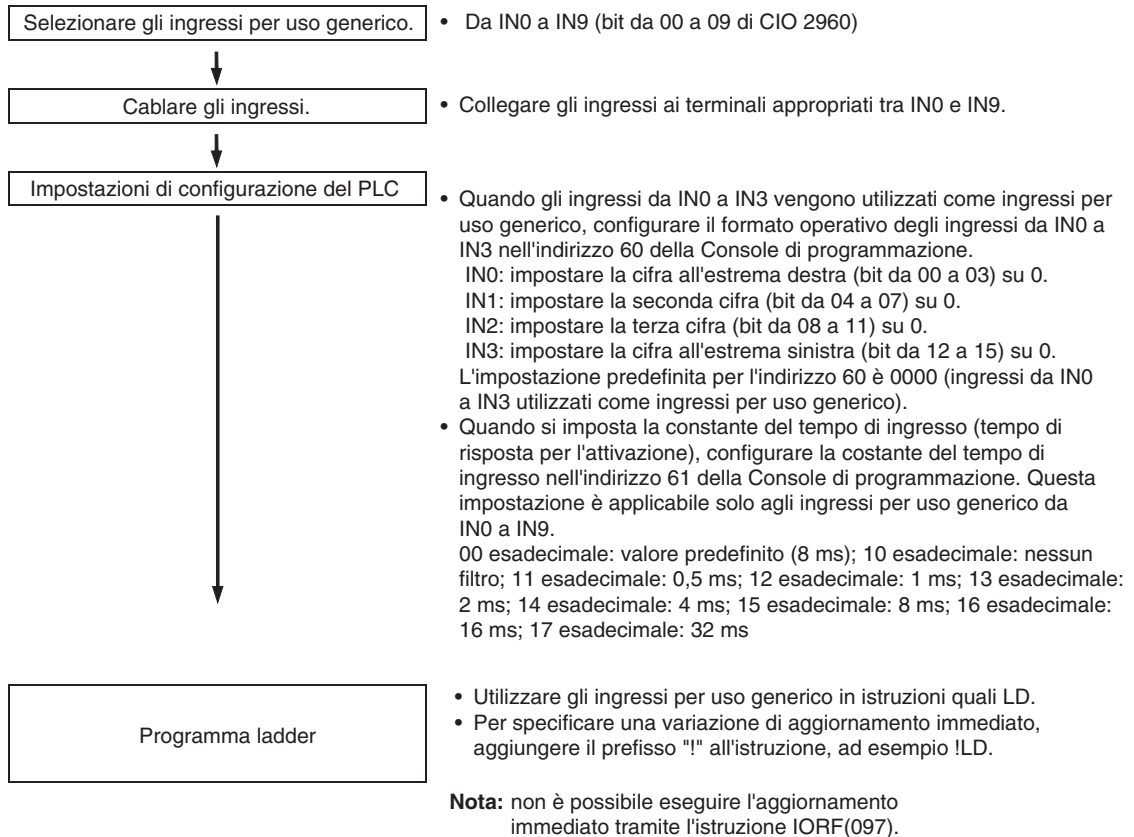 Selezionare gli ingressi per uso generico.
• Da IN0 a IN9 (bit da 00 a 09 di CIO 2960)
Cablare gli ingressi.
• Collegare gli ingressi ai terminali appropriati tra IN0 e IN9.
Impostazioni di configurazione del PLC
• Quando gli ingressi da IN0 a IN3 vengono utilizzati come ingressi per
uso generico, configurare il formato operativo degli ingressi da IN0 a
IN3 nell'indirizzo 60 della Console di programmazione.
IN0: impostare la cifra all'estrema destra (bit da 00 a 03) su 0.
IN1: impostare la seconda cifra (bit da 04 a 07) su 0.
IN2: impostare la terza cifra (bit da 08 a 11) su 0.
IN3: impostare la cifra all'estrema sinistra (bit da 12 a 15) su 0.
L'impostazione predefinita per l'indirizzo 60 è 0000 (ingressi da IN0
a IN3 utilizzati come ingressi per uso generico).
• Quando si imposta la constante del tempo di ingresso (tempo di
risposta per l'attivazione), configurare la costante del tempo di
ingresso nell'indirizzo 61 della Console di programmazione. Questa
impostazione è applicabile solo agli ingressi per uso generico da
IN0 a IN9.
00 esadecimale: valore predefinito (8 ms); 10 esadecimale: nessun
filtro; 11 esadecimale: 0,5 ms; 12 esadecimale: 1 ms; 13 esadecimale:
2 ms; 14 esadecimale: 4 ms; 15 esadecimale: 8 ms; 16 esadecimale:
16 ms; 17 esadecimale: 32 ms
Programma ladder
• Utilizzare gli ingressi per uso generico in istruzioni quali LD.
• Per specificare una variazione di aggiornamento immediato,
aggiungere il prefisso "!" all'istruzione, ad esempio !LD.
Nota: non è possibile eseguire l'aggiornamento
immediato tramite l'istruzione IORF(097).